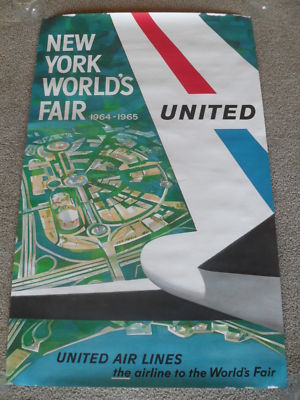 NEW
YORK
WORLD'S
FAIR 1964-1965
UNITED
UNITED AIR LINES
the airline to the World's Fair